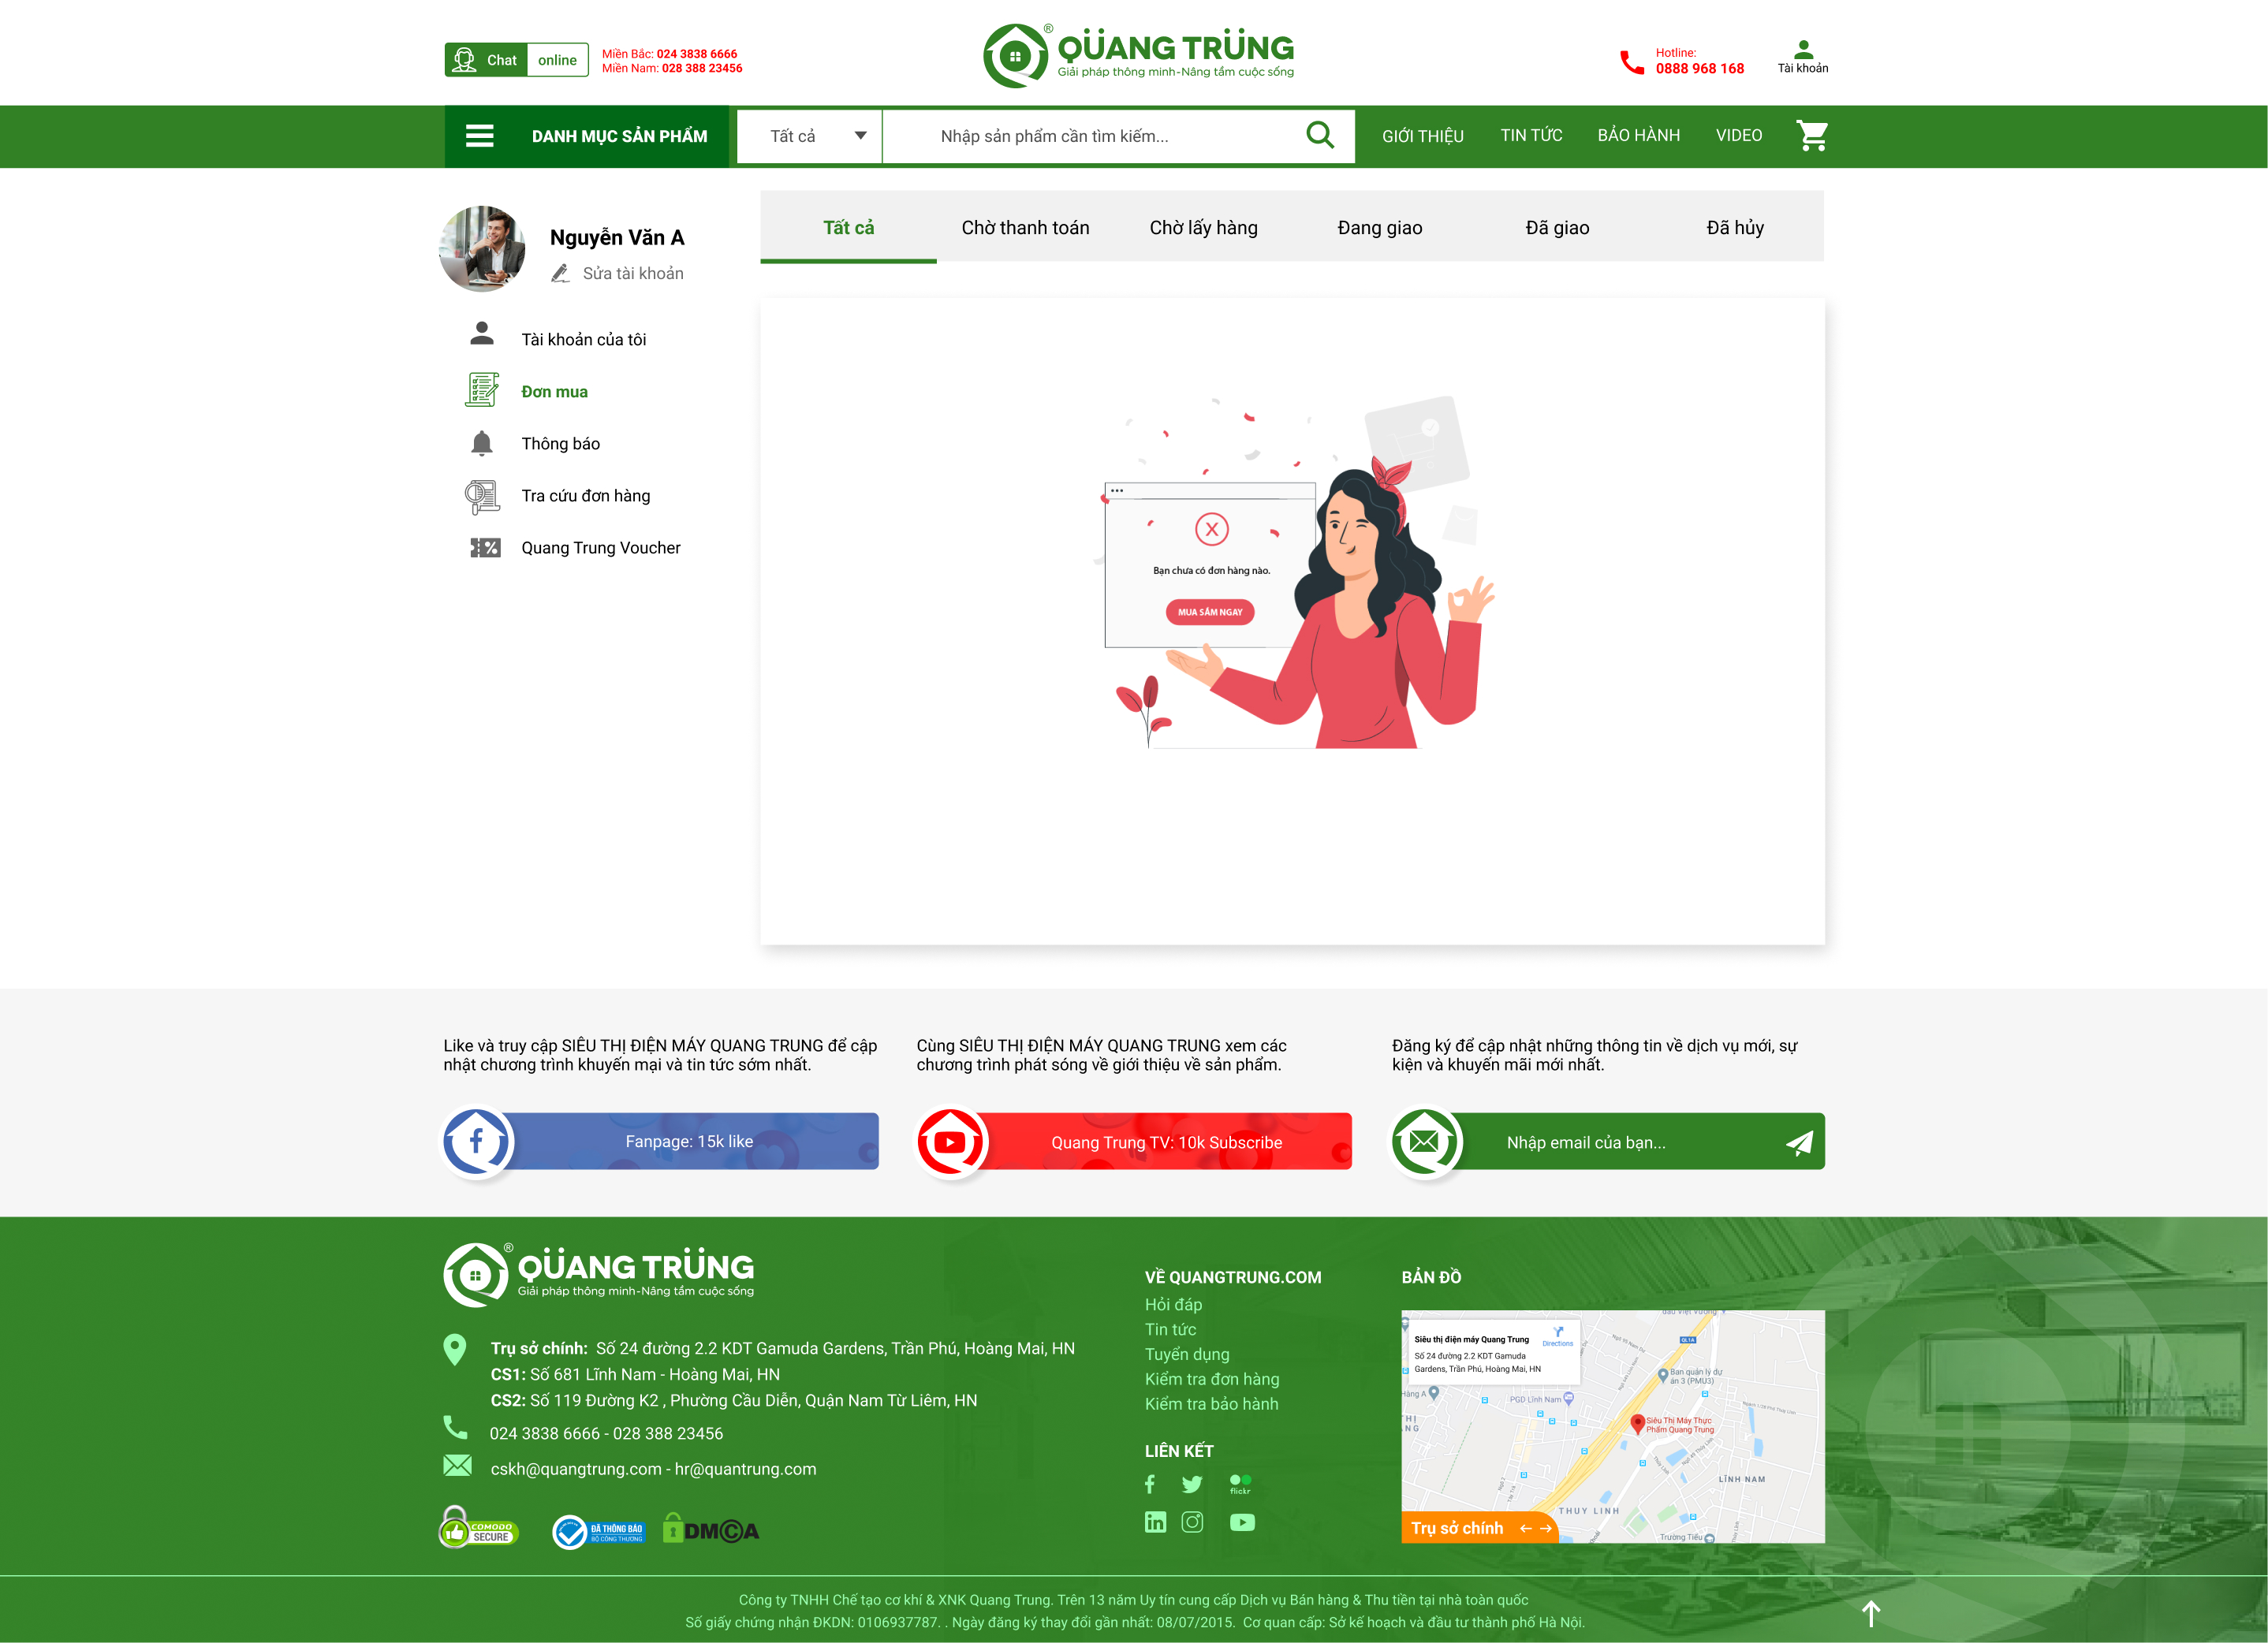 Chat online
Miền Bắc: 024 3838 6666
Miền Nam: 028 388 23456
QÜANG TRÜNG®
Giải pháp thông minh-Nâng tầm cuộc sống
Hotline:
0888 968 168
Tài khoản
DANH MỤC SẢN PHẨM
Tất cả
Nhập sản phẩm cần tìm kiếm...
GIỚI THIỆU
TIN TỨC
BẢO HÀNH
VIDEO
Nguyễn Văn A
Sửa tài khoản
Tài khoản của tôi
Đơn mua
Thông báo
Tra cứu đơn hàng
Quang Trung Voucher
Tất cả
Chờ thanh toán
Chờ lấy hàng
Đang giao
Đã giao
Đã hủy
X
Bạn chưa có đơn hàng nào.
MUA SẮM NGAY
Like và truy cập SIÊU THỊ ĐIỆN MÁY QUANG TRUNG để cập
nhật chương trình khuyến mại và tin tức sớm nhất.
Fanpage: 15k like
Cùng SIÊU THỊ ĐIỆN MÁY QUANG TRUNG xem các
chương trình phát sóng về giới thiệu về sản phẩm.
Quang Trung TV: 10k Subscribe
Đăng ký để cập nhật những thông tin về dịch vụ mới, sự
kiện và khuyến mãi mới nhất.
Nhập email của bạn...
QÜANG TRÜNG®
Giải pháp thông minh-Nâng tầm cuộc sống
Trụ sở chính: Số 24 đường 2.2 KDT Gamuda Gardens, Trần Phú, Hoàng Mai, HN
CS1: Số 681 Lĩnh Nam - Hoàng Mai, HN
CS2: Số 119 Đường K2 , Phường Cầu Diễn, Quận Nam Từ Liêm, HN
024 3838 6666 - 028 388 23456
cskh@quangtrung.com - hr@quantrung.com
COMODO
SECURE
ĐÃ THÔNG BÁO
BỘ CÔNG THƯƠNG
DMCA
VỀ QUANGTRUNG.COM
Hỏi đáp
Tin tức
Tuyển dụng
Kiểm tra đơn hàng
Kiểm tra bảo hành
LIÊN KẾT
flickr
BẢN ĐỒ
Siêu thị điện máy Quang Trung
Số 24 đường 2.2 KDT Gamuda
Gardens, Trần Phú, Hoàng Mai, HN
Directions
QL1A
Ban quản lý dự
án 3 (PMU3)
PGD Lĩnh Nam
Siêu Thị Máy Thực
Phẩm Quang Trung
LĨNH NAM
THUY LINH
Trương Tiểu
Trụ sở chính
Công ty TNHH Chế tạo cơ khí & XNK Quang Trung. Trên 13 năm Uy tín cung cấp Dịch vụ Bán hàng & Thu tiền tại nhà toàn quốc
Số giấy chứng nhận ĐKDN: 0106937787. . Ngày đăng ký thay đổi gần nhất: 08/07/2015. Cơ quan cấp: Sở kế hoạch và đầu tư thành phố Hà Nội.